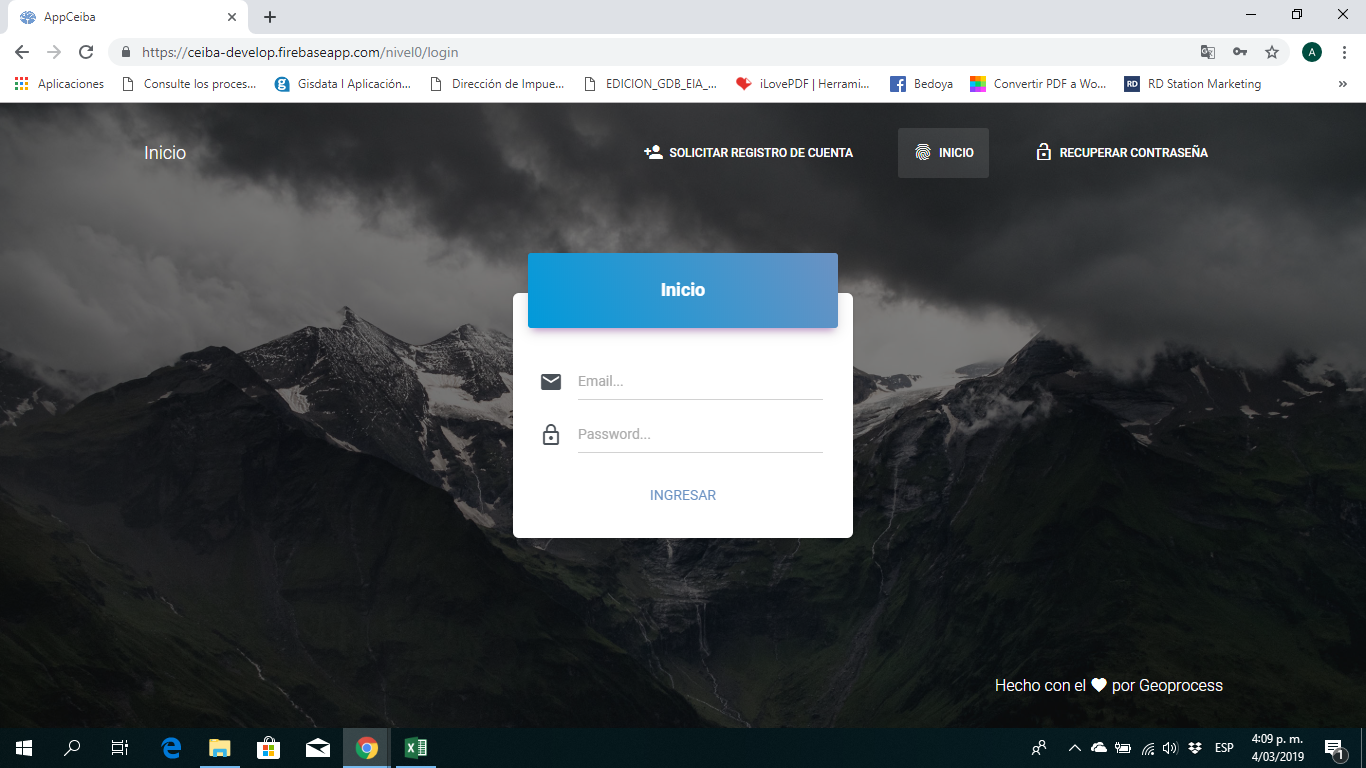 AppCeiba
https://ceiba-develop.firebaseapp.com/nivel0/login
A
Aplicaciones
Consulte los proces...
Gisdata I Aplicación...
Dirección de Impue...
EDICION_GDB_EIA_...
iLovePDF | Herrami...
Bedoya
Convertir PDF a Wo...
RD
RD Station Marketing
»
Inicio
SOLICITAR REGISTRO DE CUENTA
INICIO
RECUPERAR CONTRASEÑA
Inicio
Email...
Password...
INGRESAR
Hecho con el ♥ por Geoprocess
ESP
4:09 p. m.
4/03/2019
1